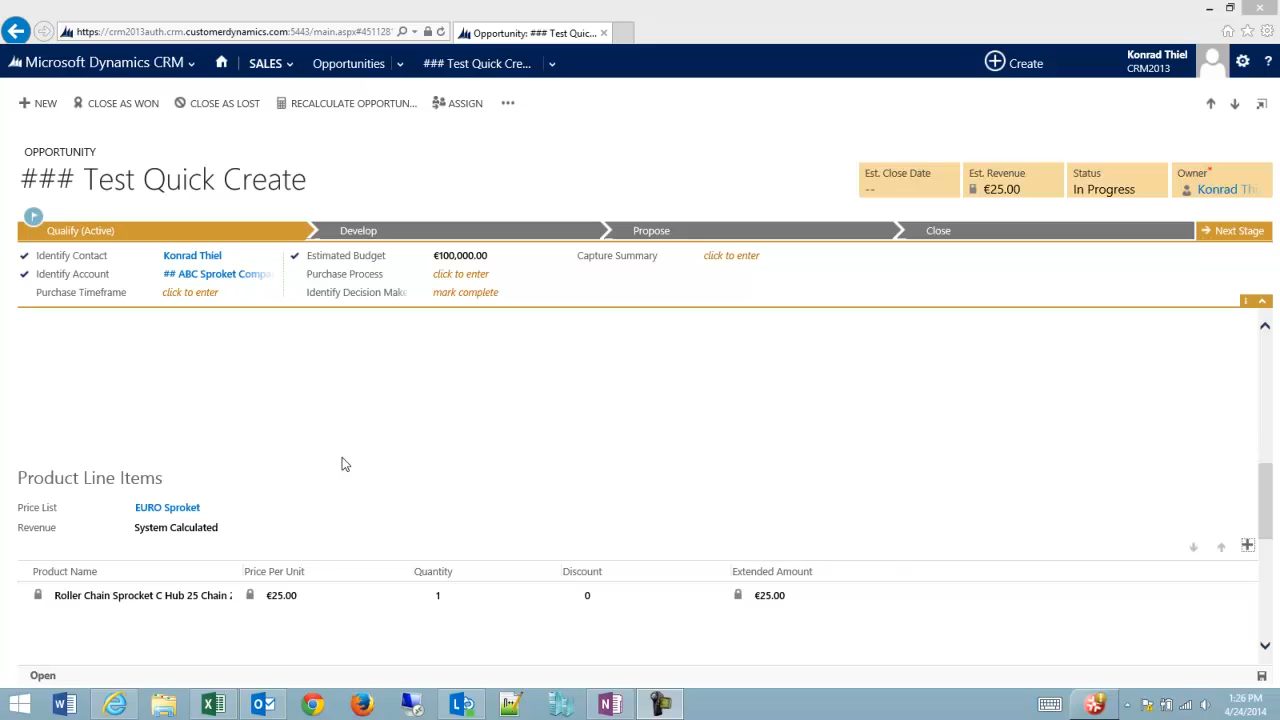 https://crm2013auth.crm.customerdynamics.com:5443/main.aspx#451128
Opportunity: ### Test Quic...
Microsoft Dynamics CRM
SALES
Opportunities
### Test Quick Cre...
Create
Konrad Thiel
CRM2013
?
NEW
CLOSE AS WON
CLOSE AS LOST
RECALCULATE OPPORTUN...
ASSIGN
OPPORTUNITY
### Test Quick Create
Est. Close Date
--
Est. Revenue
€25.00
Status
In Progress
Owner*
Konrad Thi
Qualify (Active)
Develop
Propose
Close
Next Stage
Identify Contact
Konrad Thiel
Estimated Budget
€100,000.00
Capture Summary
click to enter
Identify Account
## ABC Sproket Compa
Purchase Process
click to enter
Purchase Timeframe
click to enter
Identify Decision Make
mark complete
Product Line Items
Price List
EURO Sproket
Revenue
System Calculated
Product Name
Price Per Unit
Quantity
Discount
Extended Amount
Roller Chain Sprocket C Hub 25 Chain 2
€25.00
1
0
€25.00
Open
1:26 PM
4/24/2014